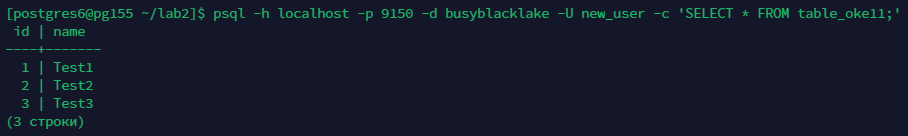 [postgres6@pg155 ~/lab2]$ psql -h localhost -p 9150 -d busyblacklake -U new_user -c 'SELECT * FROM table_oke11;'
 id | name
----+-------
  1 | Test1
  2 | Test2
  3 | Test3
(3 строки)